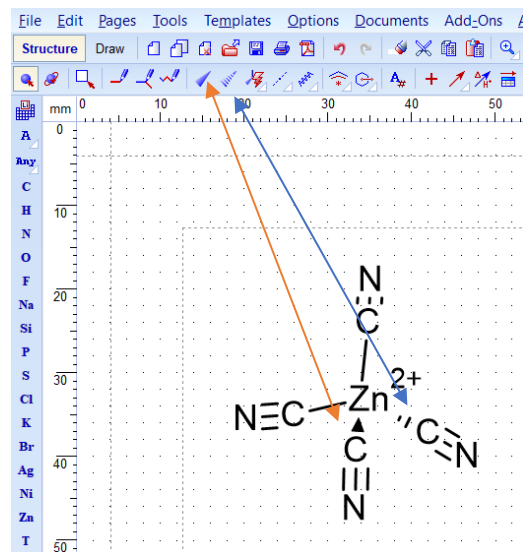 File Edit Pages Tools Templates Options Documents Add-Ons
Structure Draw
mm 0 10 20 30 40 50
0
A
Any
C
10
H
N
O
F
20
Na
Si
P
30
S
Cl
K
Br
40
Ag
Ni
Zn
T
50
N
C
2+
Zn
N≡C
C
N
C
N